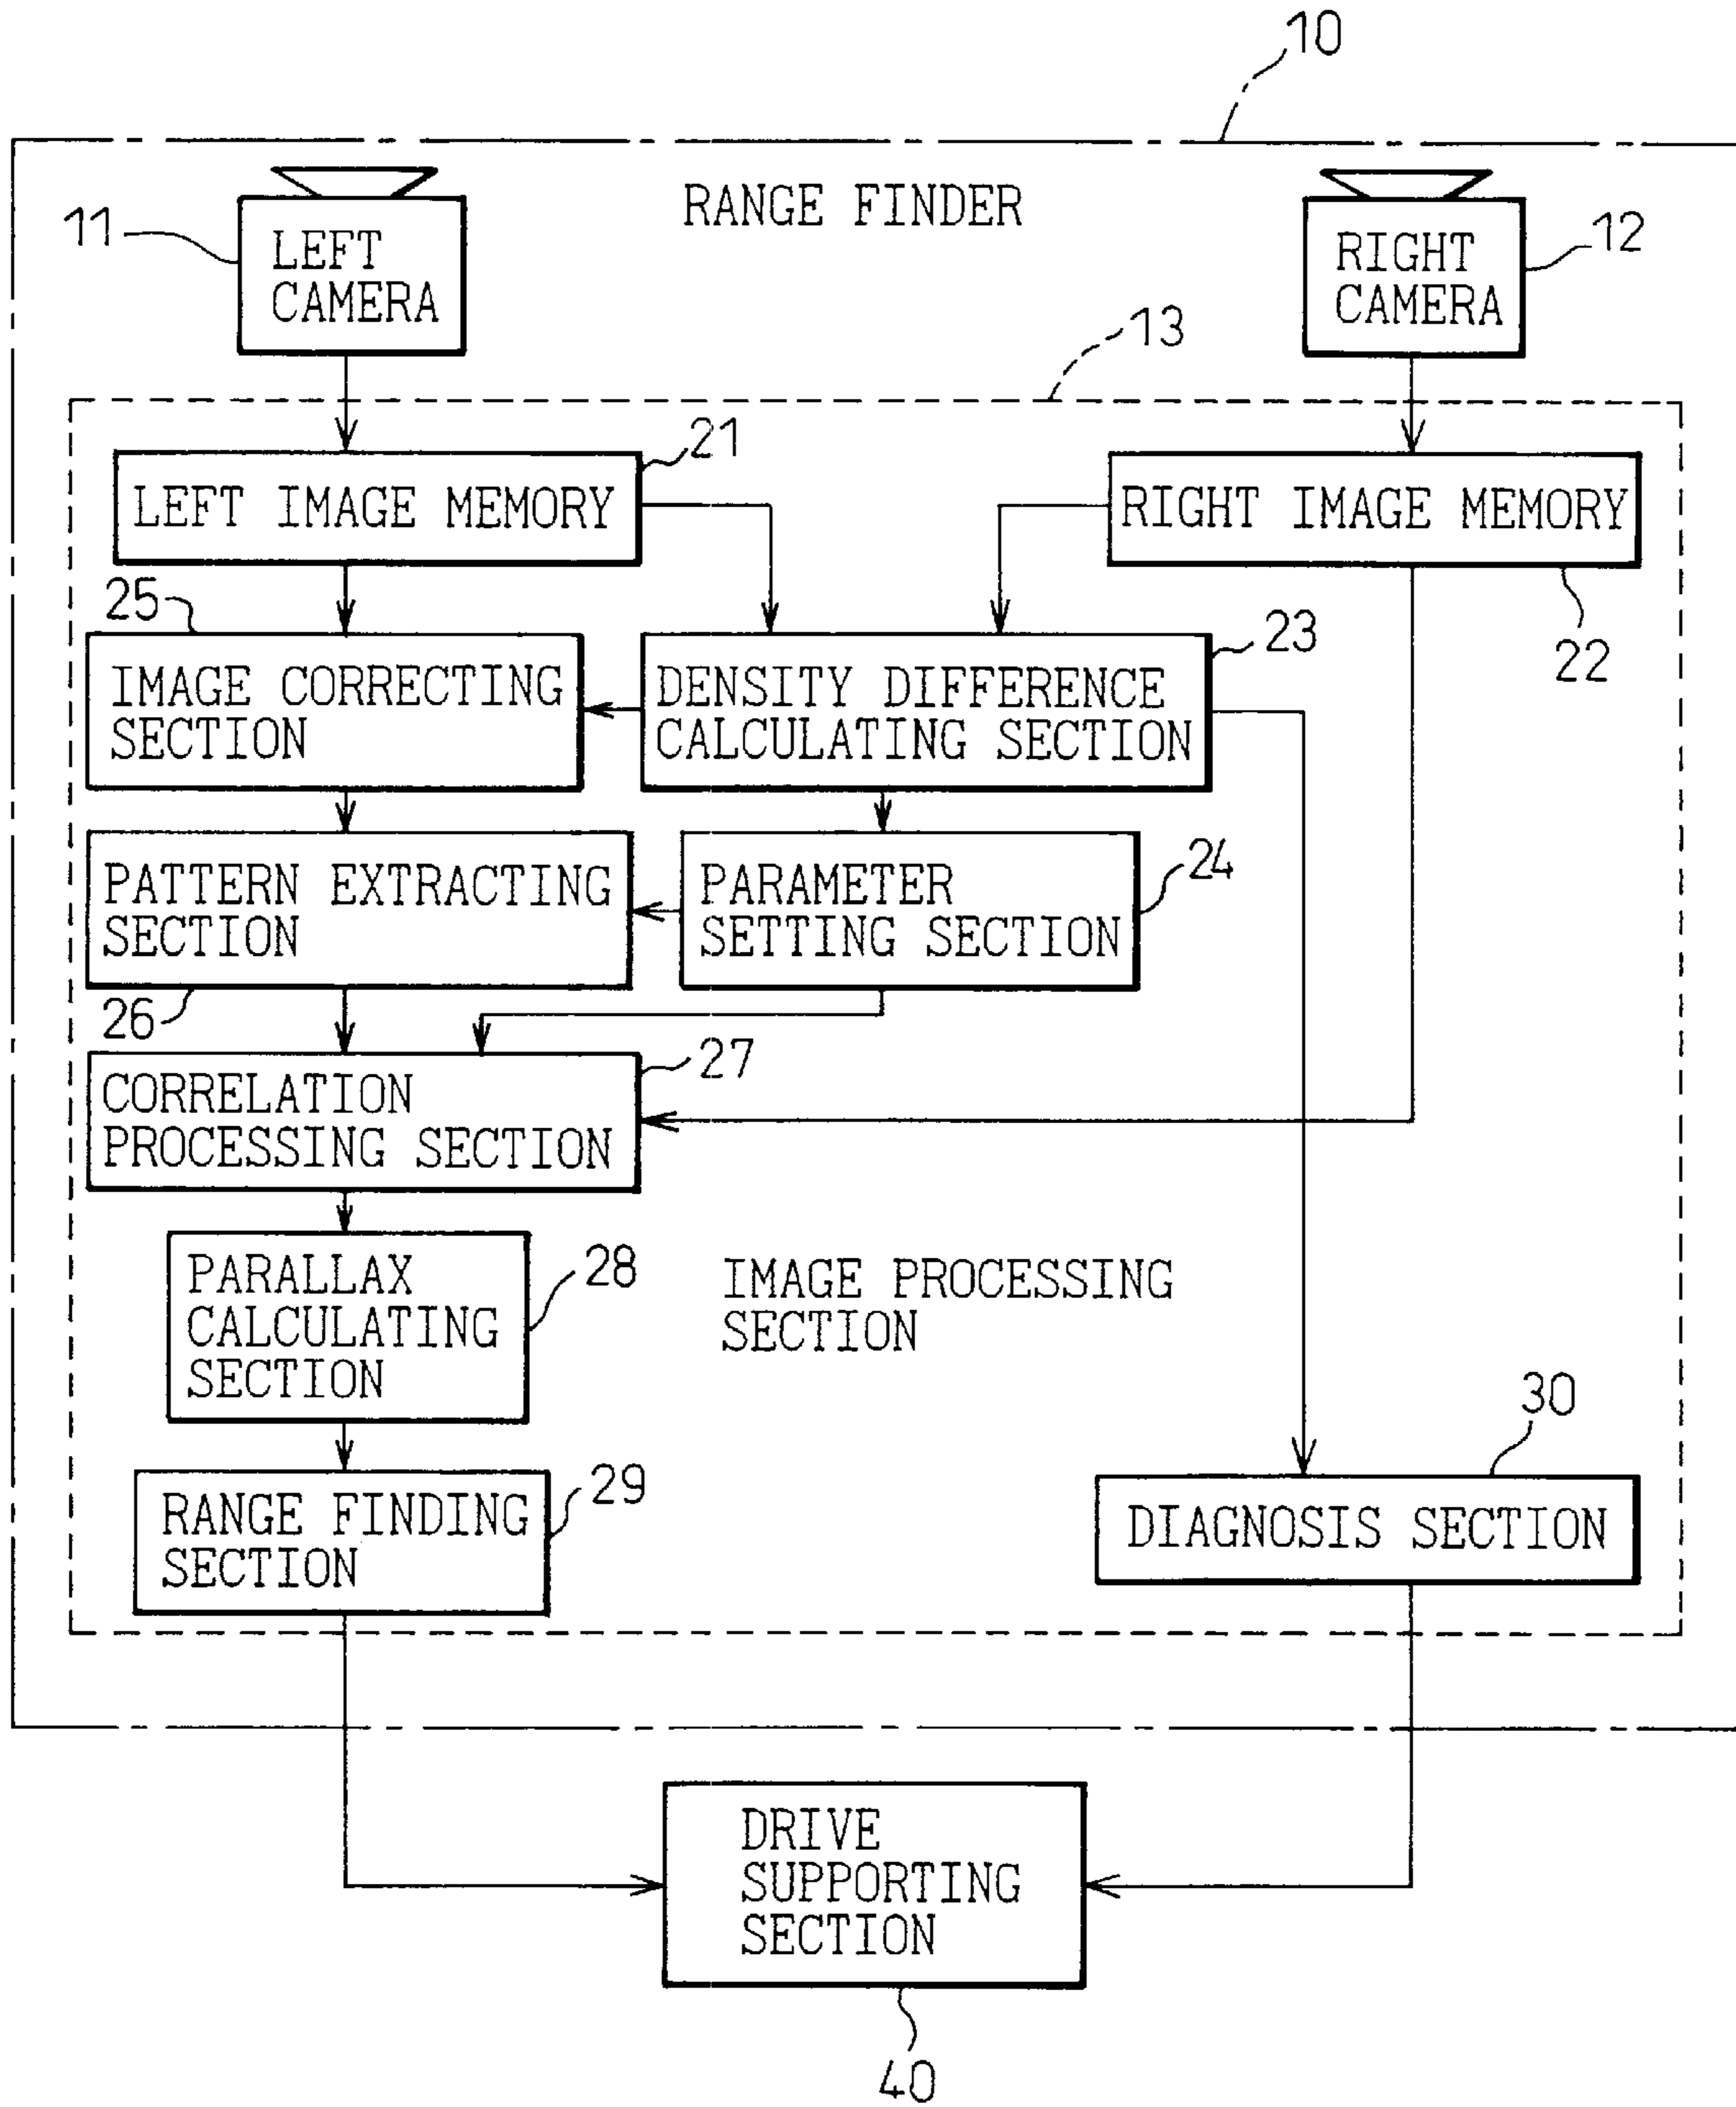 10
RANGE FINDER
11
LEFT
CAMERA
12
RIGHT
CAMERA
13
21
LEFT IMAGE MEMORY
RIGHT IMAGE MEMORY
22
25
IMAGE CORRECTING
SECTION
23
DENSITY DIFFERENCE
CALCULATING SECTION
PATTERN EXTRACTING
SECTION
26
24
PARAMETER
SETTING SECTION
27
CORRELATION
PROCESSING SECTION
28
PARALLAX
CALCULATING
SECTION
IMAGE PROCESSING
SECTION
29
RANGE FINDING
SECTION
30
DIAGNOSIS SECTION
DRIVE
SUPPORTING
SECTION
40